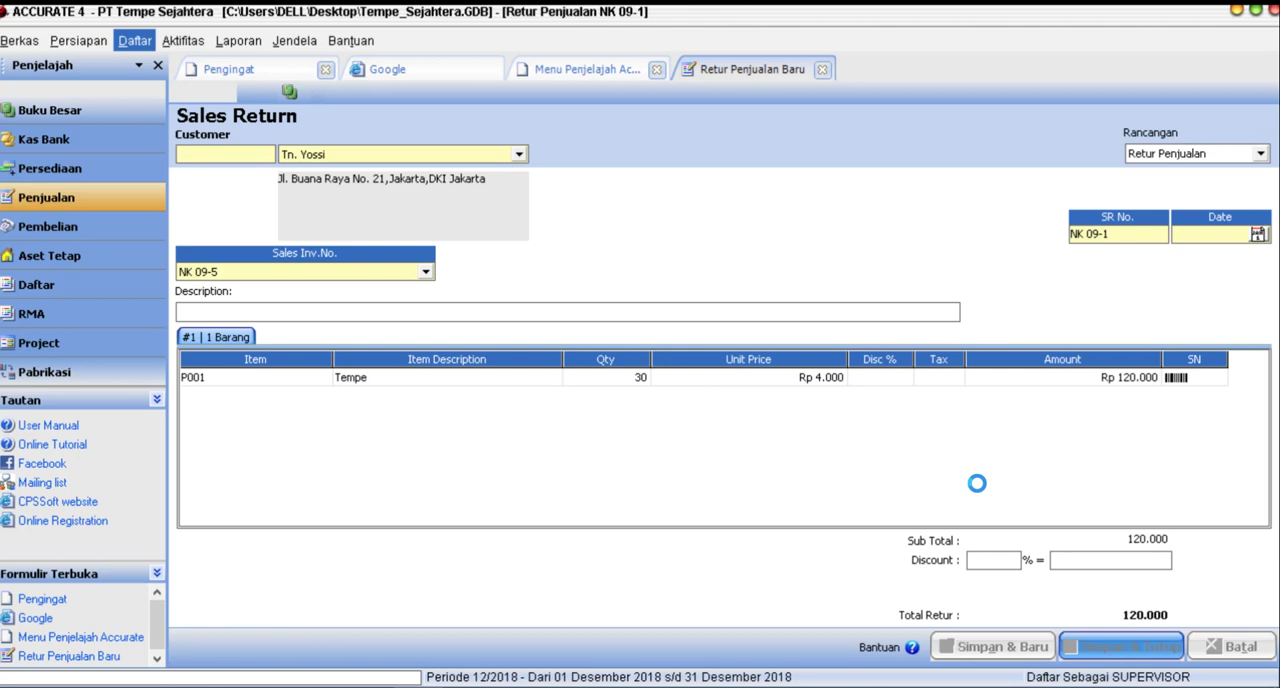 ACCURATE 4 - PT Tempe Sejahtera [C:\Users\DELL\Desktop\Tempe_Sejahtera.GDB] - [Retur Penjualan NK 09-1]
Berkas Persiapan Daftar Aktifitas Laporan Jendela Bantuan
Penjelajah
Pengingat
Google
Menu Penjelajah Ac...
Retur Penjualan Baru
Buku Besar
Kas Bank
Persediaan
Penjualan
Pembelian
Aset Tetap
Daftar
RMA
Project
Pabrikasi
Tautan
User Manual
Online Tutorial
Facebook
Mailing list
CPSSoft website
Online Registration
Formulir Terbuka
Pengingat
Google
Menu Penjelajah Accurate
Retur Penjualan Baru
Sales Return
Customer
Tn. Yossi
Jl. Buana Raya No. 21,Jakarta,DKI Jakarta
Rancangan
Retur Penjualan
SR No. Date
NK 09-1
Sales Inv.No.
NK 09-5
Description:
#1 | 1 Barang
Item Item Description Qty Unit Price Disc % Tax Amount SN
P001 Tempe 30 Rp 4.000 Rp 120.000
Sub Total : 120.000
Discount : % =
Total Retur : 120.000
Bantuan Simpan & Baru Batal
Periode 12/2018 - Dari 01 Desember 2018 s/d 31 Desember 2018 Daftar Sebagai SUPERVISOR